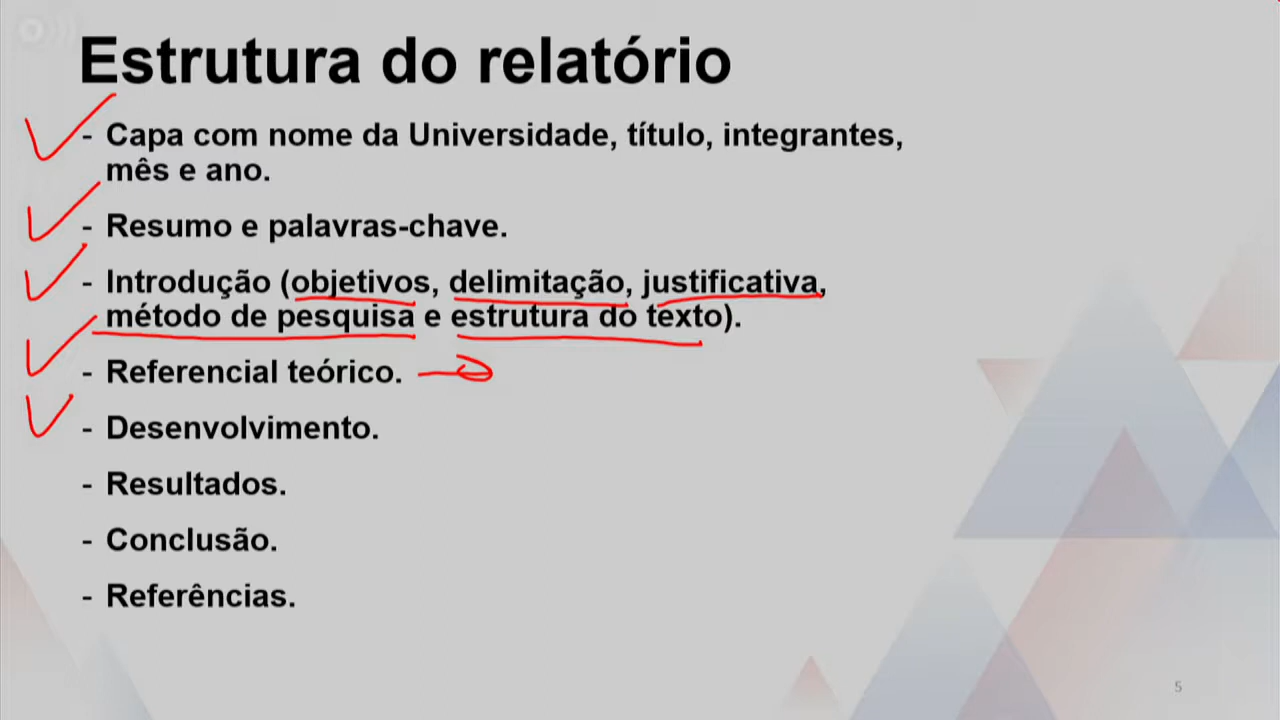 Estrutura do relatório
- Capa com nome da Universidade, título, integrantes,
mês e ano.
- Resumo e palavras-chave.
- Introdução (objetivos, delimitação, justificativa,
método de pesquisa e estrutura do texto).
- Referencial teórico.
- Desenvolvimento.
- Resultados.
- Conclusão.
- Referências.
5